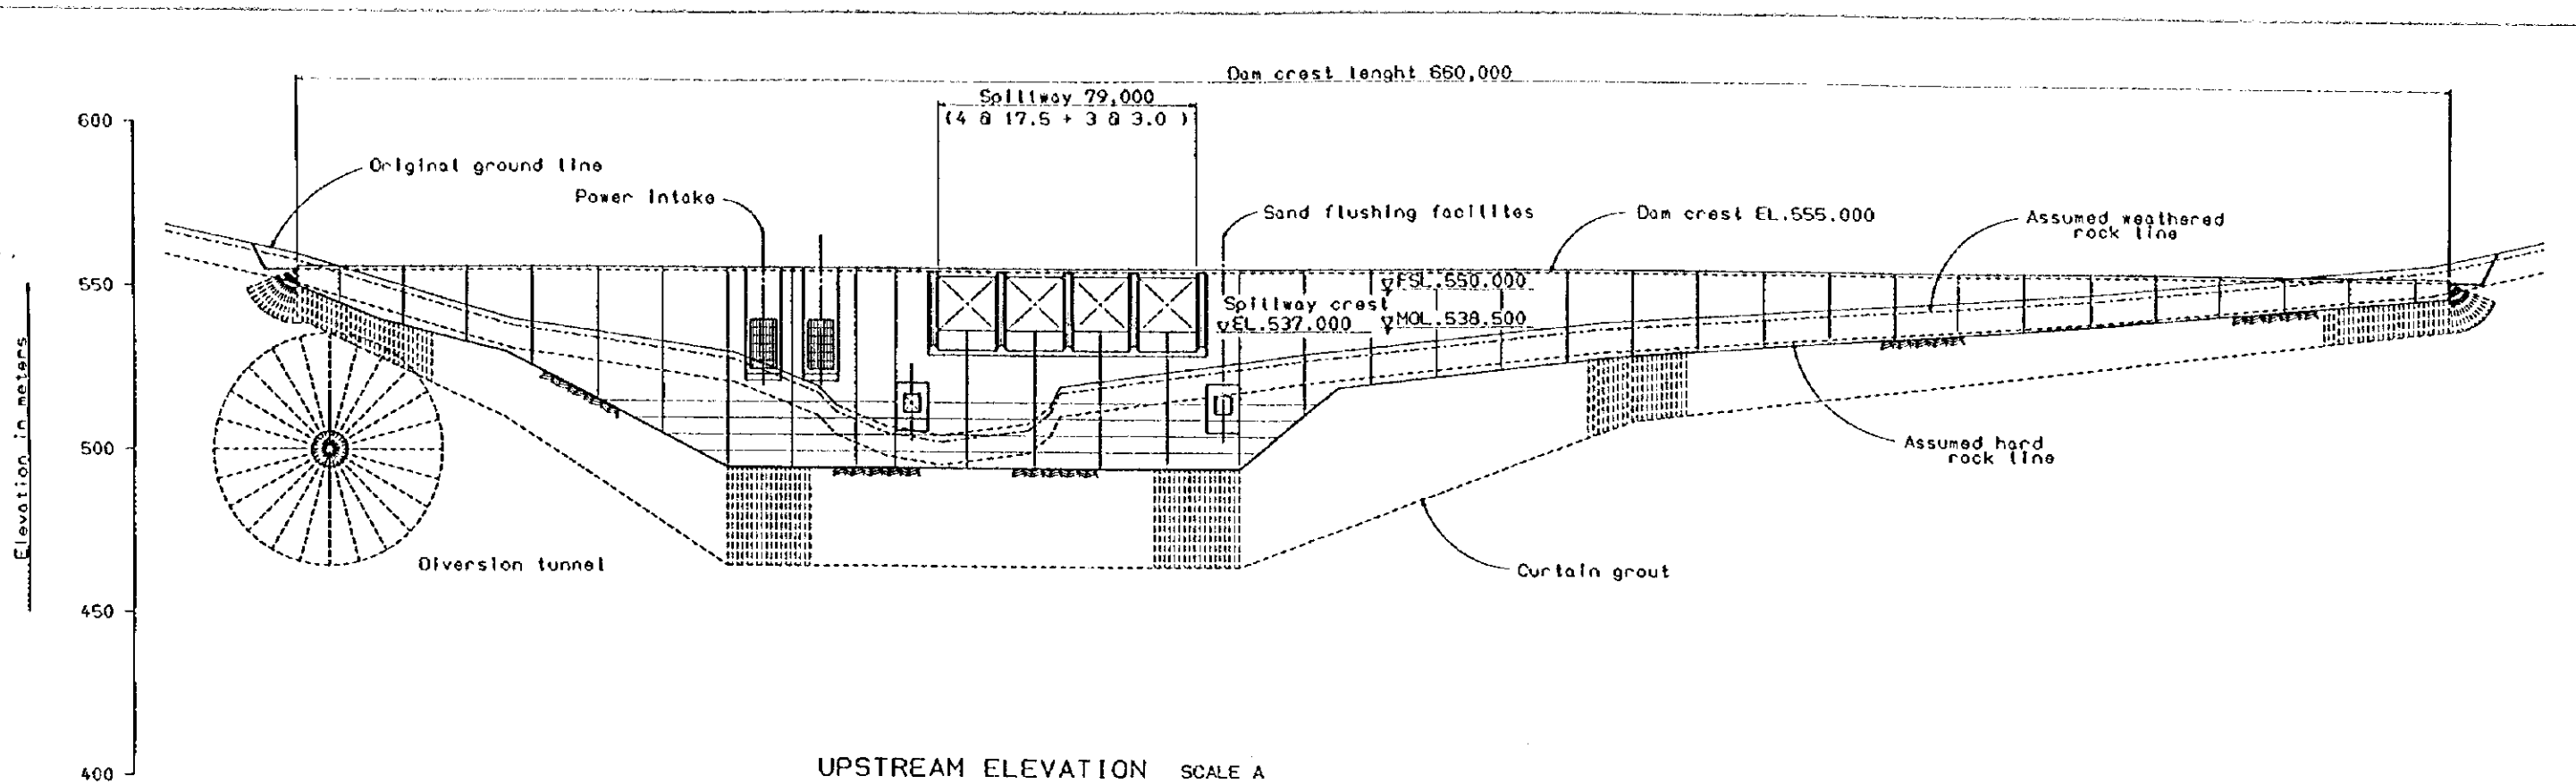 Dam crest lenght 660,000
Spillway 79,000
(4 @ 17.5 + 3 @ 3.0 )
600
Original ground line
Power Intake
Sand flushing facilites
Dam crest EL.555.000
Assumed weathered
rock line
550
FSL.550.000
Spillway crest
EL.537.000
MOL.538.500
Elevation in meters
500
Assumed hard
rock line
Diversion tunnel
Curtain grout
450
400
UPSTREAM ELEVATION SCALE A